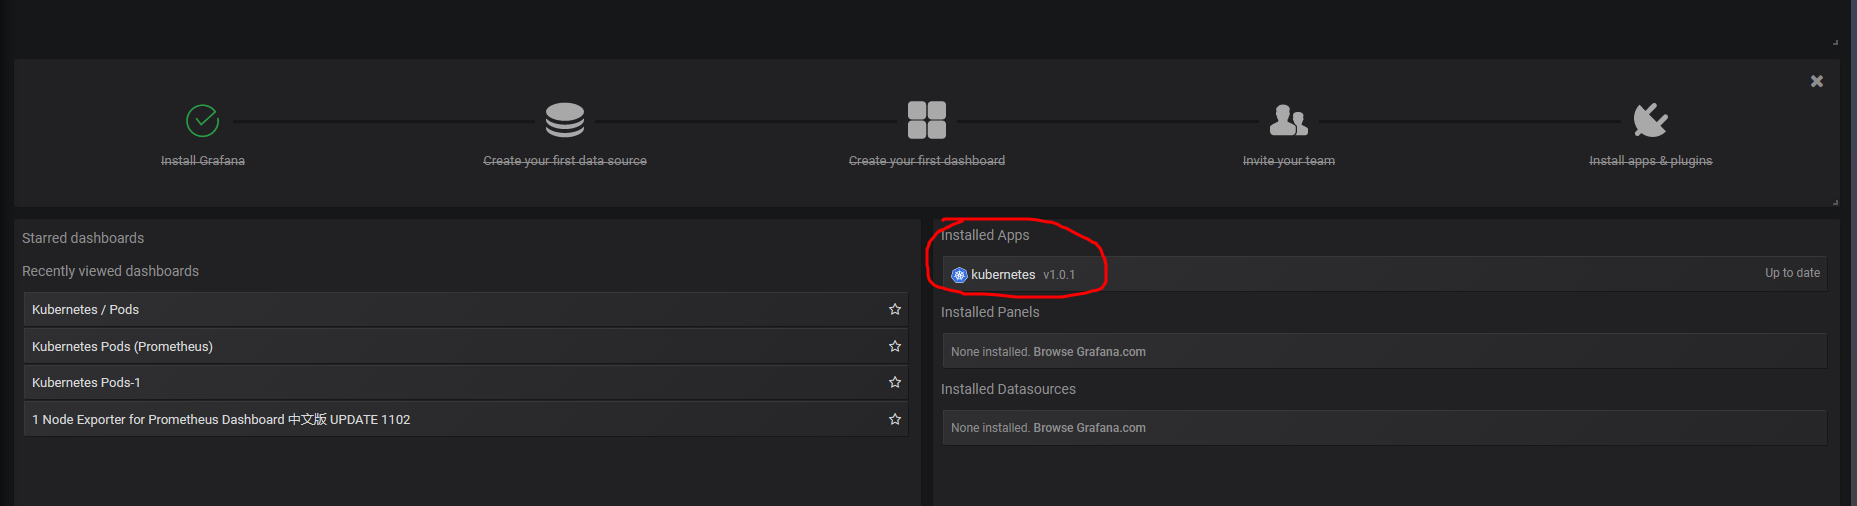 Install Grafana
Create your first data source
Create your first dashboard
Invite your team
Install apps & plugins
Starred dashboards
Recently viewed dashboards
Kubernetes / Pods
Kubernetes Pods (Prometheus)
Kubernetes Pods-1
1 Node Exporter for Prometheus Dashboard 中文版 UPDATE 1102
Installed Apps
kubernetes v1.0.1 Up to date
Installed Panels
None installed. Browse Grafana.com
Installed Datasources
None installed. Browse Grafana.com